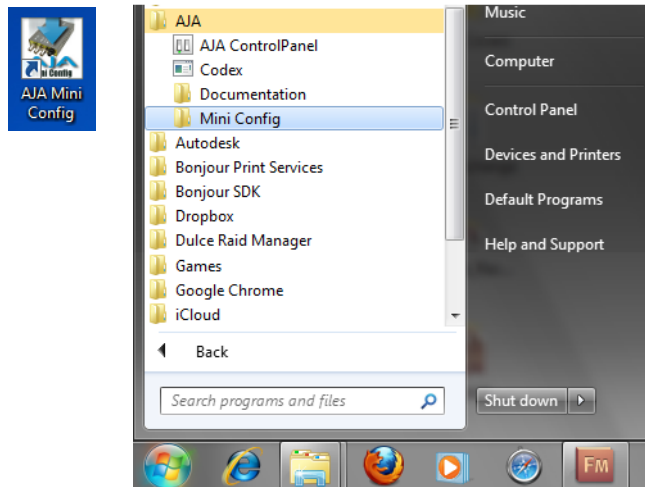 ni Config
AJA Mini
Config
AJA
AJA ControlPanel
Codex
Documentation
Mini Config
Autodesk
Bonjour Print Services
Bonjour SDK
Dropbox
Dulce Raid Manager
Games
Google Chrome
iCloud
Back
Search programs and files
Music
Computer
Control Panel
Devices and Printers
Default Programs
Help and Support
Shut down
FM